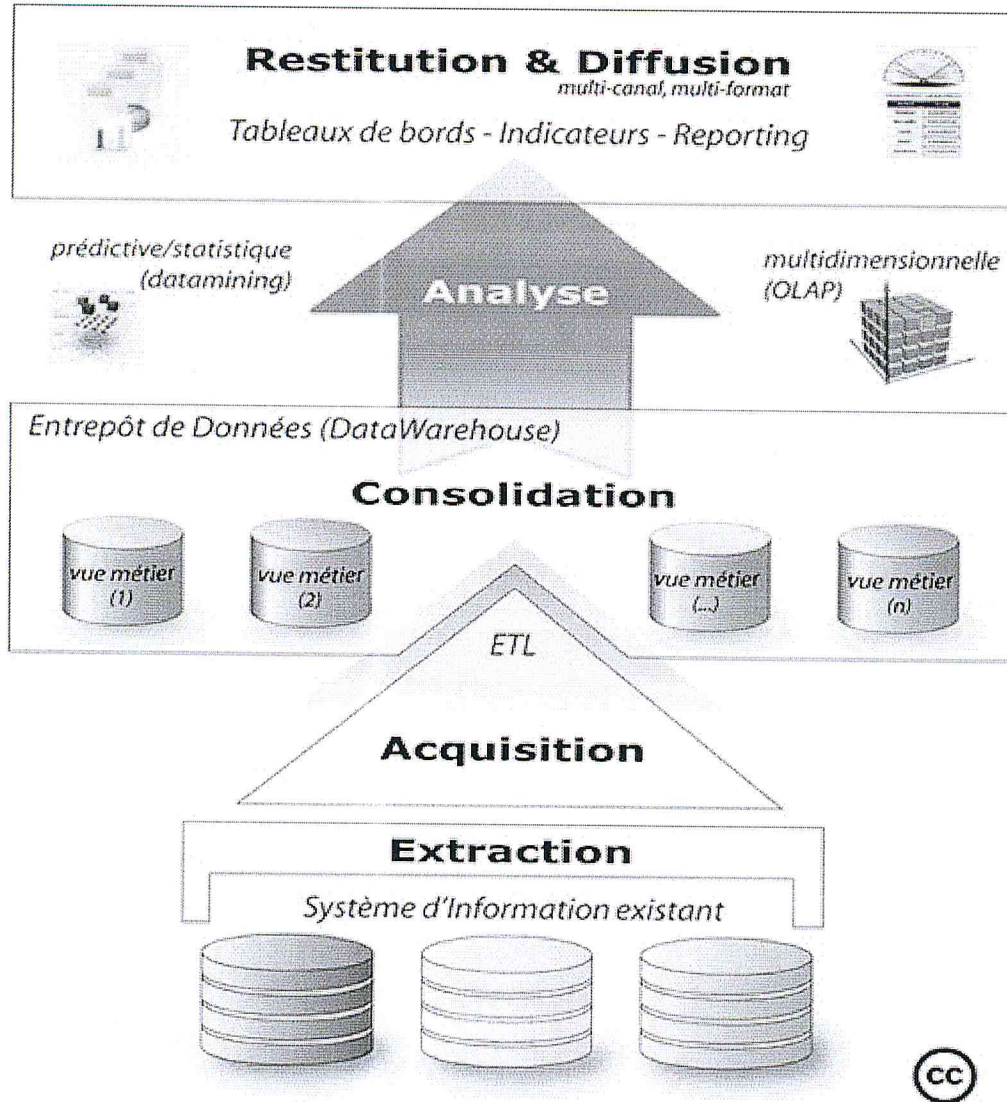 Restitution & Diffusion
multi-canal, multi-format
Tableaux de bords - Indicateurs - Reporting
prédictive/statistique
(datamining)
Analyse
multidimensionnelle
(OLAP)
Entrepôt de Données (DataWarehouse)
Consolidation
vue métier
(1)
vue métier
(2)
vue métier
(...)
vue métier
(n)
ETL
Acquisition
Extraction
Système d'Information existant
cc